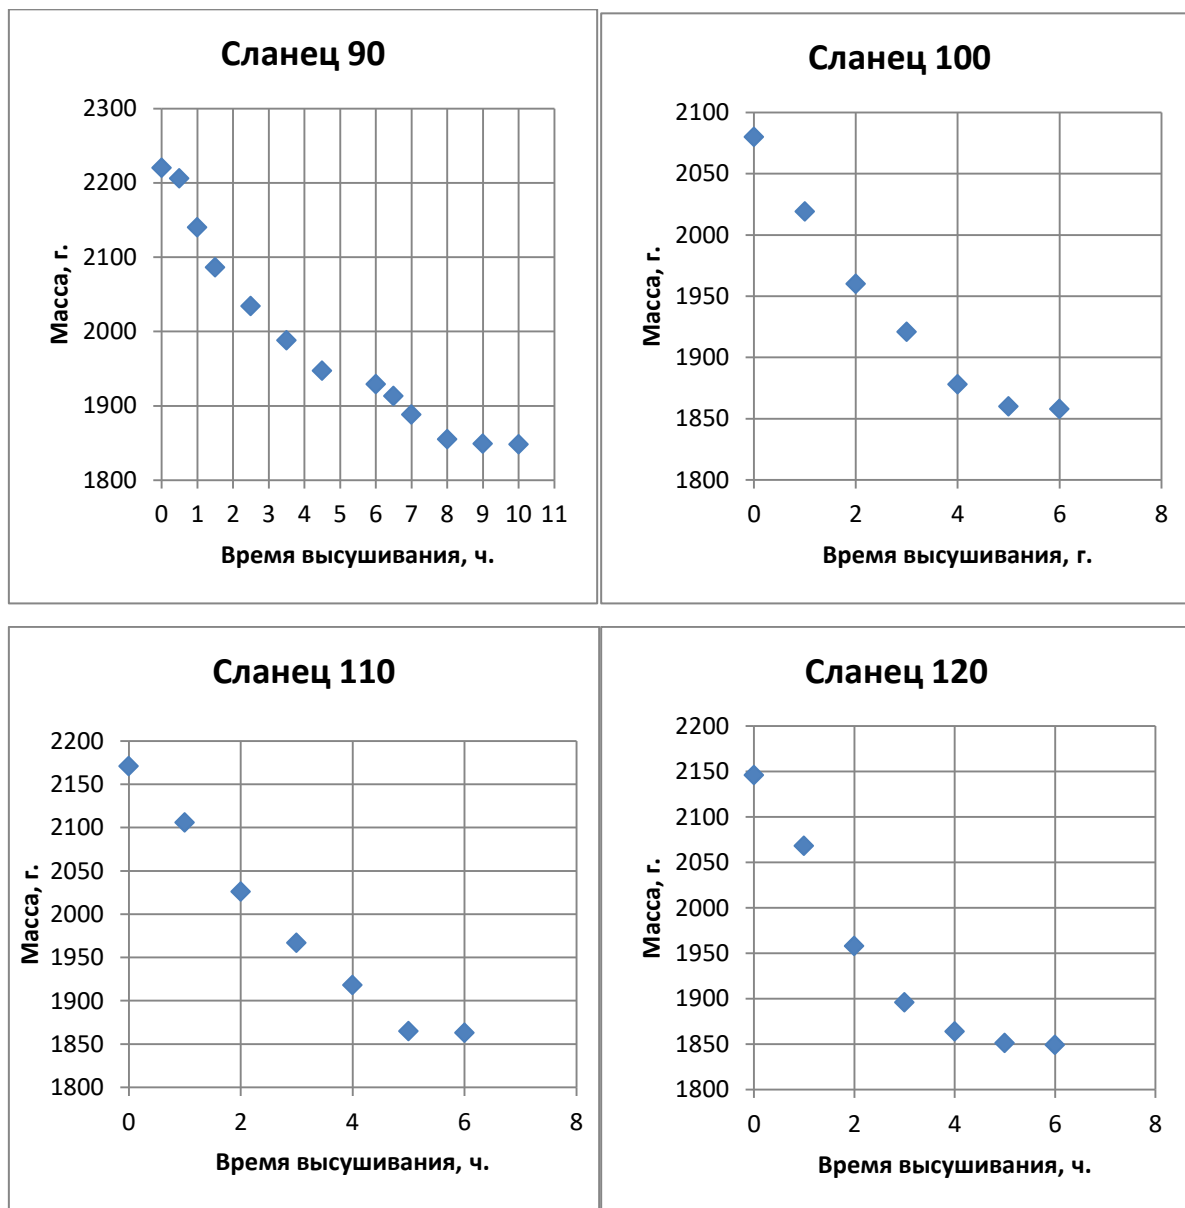 Сланец 90
2300
2200
2100
2000
1900
1800
Масса, г.
0 1 2 3 4 5 6 7 8 9 10 11
Время высушивания, ч.
Сланец 100
2100
2050
2000
1950
1900
1850
1800
Масса, г.
0 2 4 6 8
Время высушивания, г.
Сланец 110
2200
2150
2100
2050
2000
1950
1900
1850
1800
Масса, г.
0 2 4 6 8
Время высушивания, ч.
Сланец 120
2200
2150
2100
2050
2000
1950
1900
1850
1800
Масса, г.
0 2 4 6 8
Время высушивания, ч.